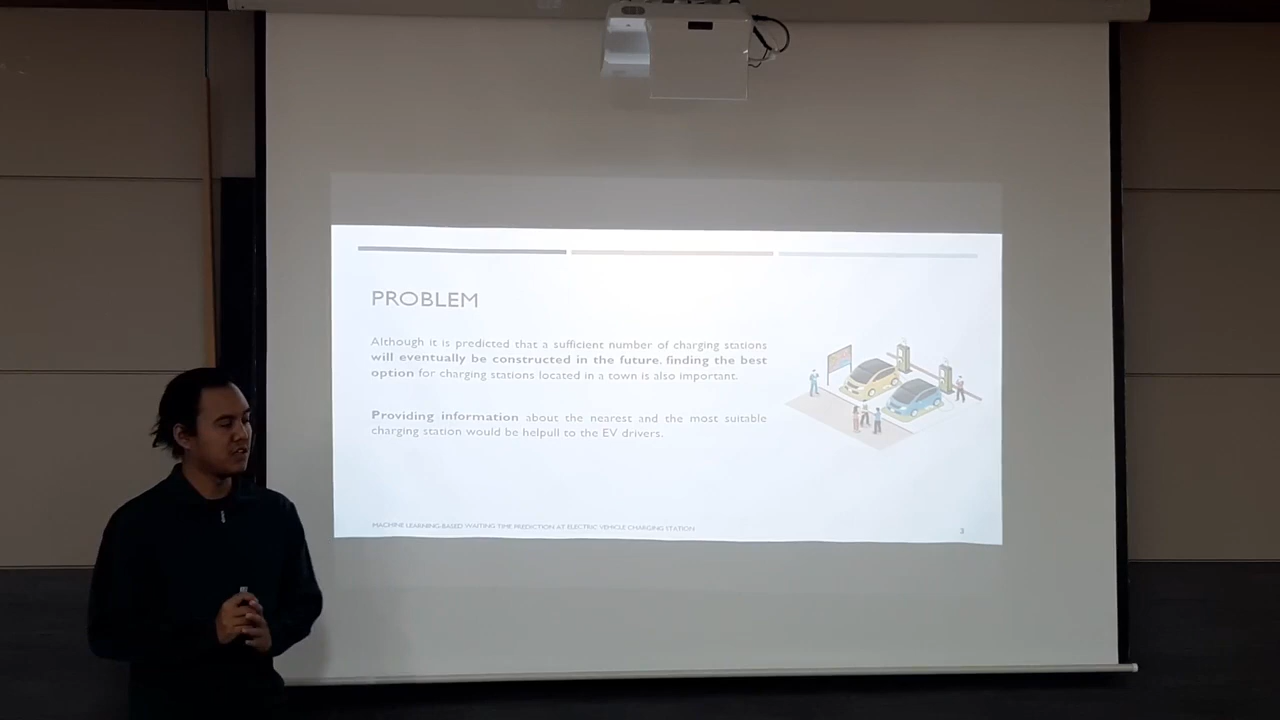 PROBLEM
Although it is predicted that a sufficient number of charging stations
will eventually be constructed in the future, finding the best
option for charging stations located in a town is also important.
Providing information about the nearest and the most suitable
charging station would be helpull to the EV drivers.
MACHINE LEARNING-BASED WAITING TIME PREDICTION AT ELECTRIC VEHICLE CHARGING STATION
3